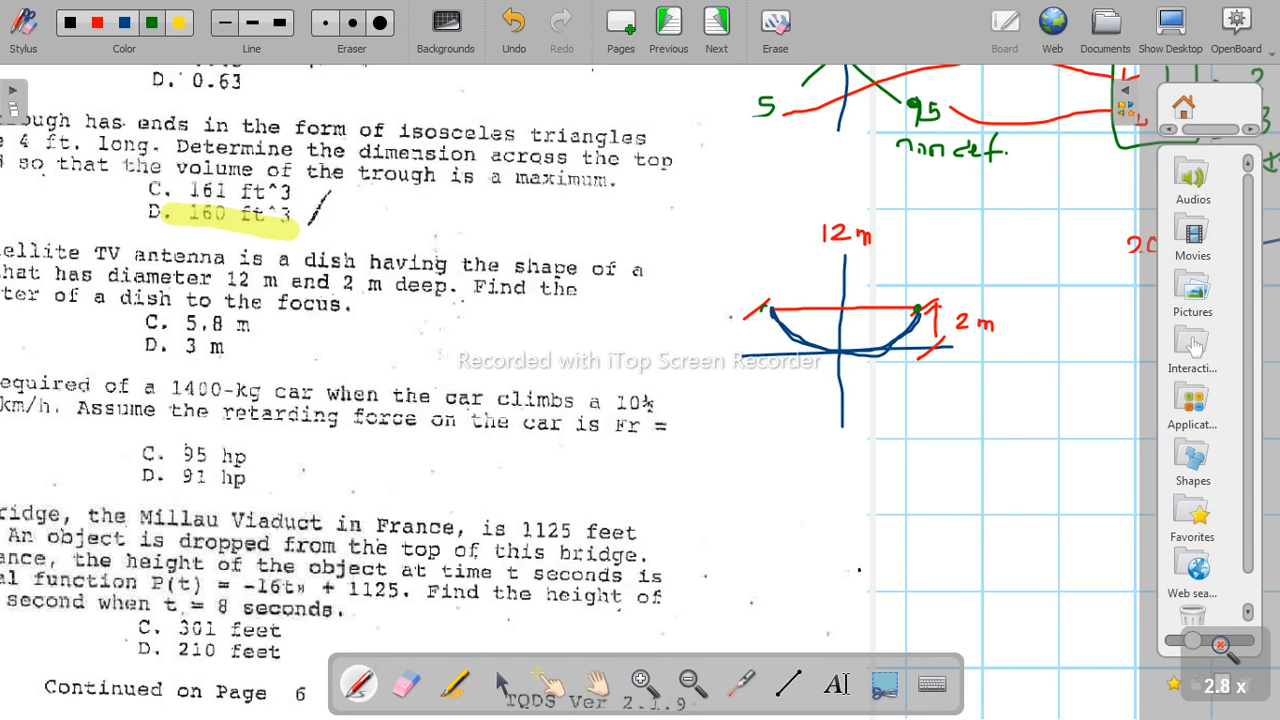 Stylus
Color
Line
Eraser
Backgrounds
Undo
Redo
Pages
Previous
Next
Erase
Board
Web
Documents
Show Desktop
OpenBoard
D. 0.63
ough has ends in the form of isosceles triangles
e 4 ft. long. Determine the dimension across the top
d so that the volume of the trough is a maximum.
C. 161 ft^3
D. 160 ft^3
tellite TV antenna is a dish having the shape of a
hat has diameter 12 m and 2 m deep. Find the
ter of a dish to the focus.
C. 5.8 m
D. 3 m
equired of a 1400-kg car when the car climbs a 10%
km/h. Assume the retarding force on the car is Fr =
C. 95 hp
D. 91 hp
ridge, the Millau Viaduct in France, is 1125 feet
An object is dropped from the top of this bridge.
ance, the height of the object at time t seconds is
al function P(t) = -16t» + 1125. Find the height of
second when t = 8 seconds.
C. 301 feet
D. 210 feet
Continued on Page 6
TQDS Ver 2.1.9
5
95
non def.
12 m
2 m
20
Recorded with iTop Screen Recorder
Audios
Movies
Pictures
Interacti...
Applicat...
Shapes
Favorites
Web sea...
2.8 x